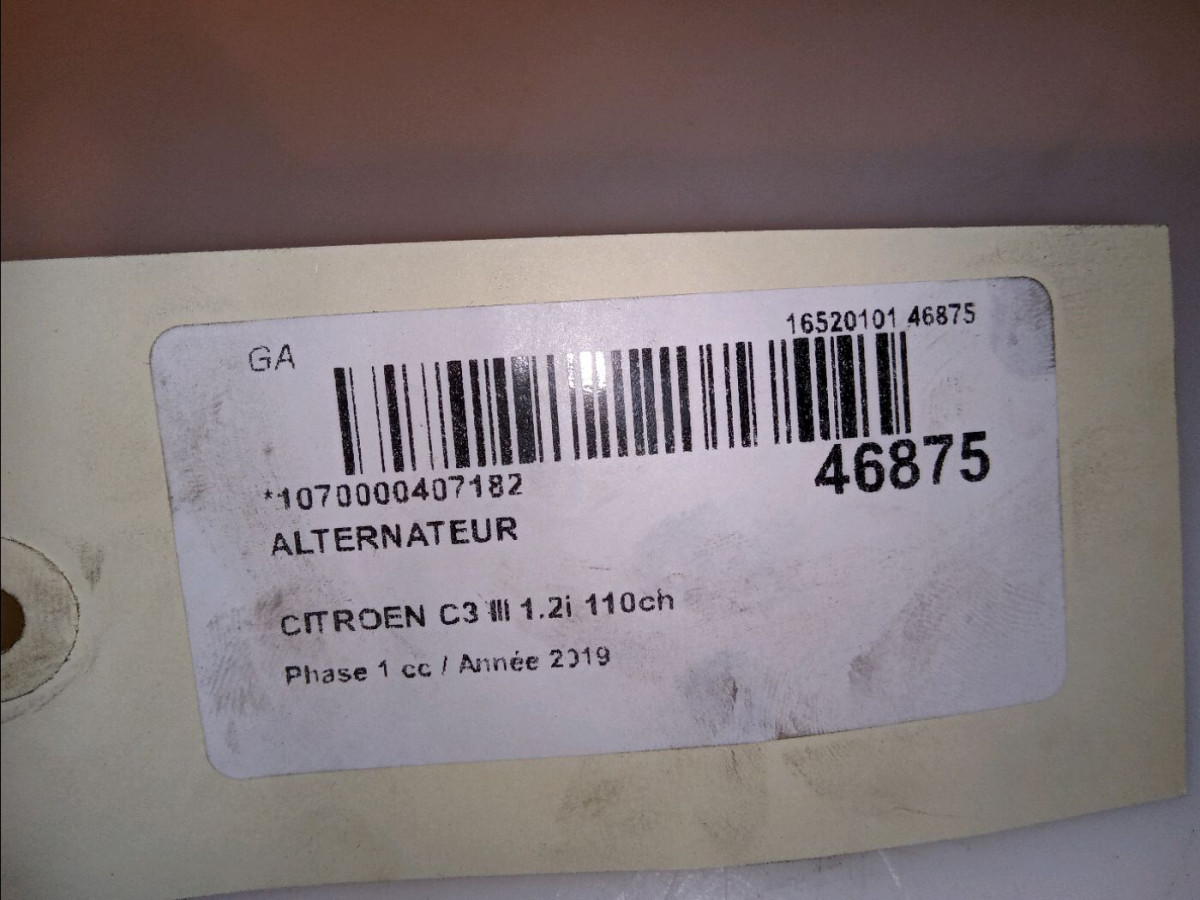 16520101 46875
GA
46875
*1070000407182
ALTERNATEUR
CITROEN C3 III 1.2i 110ch
Phase 1 cc / Année 2019